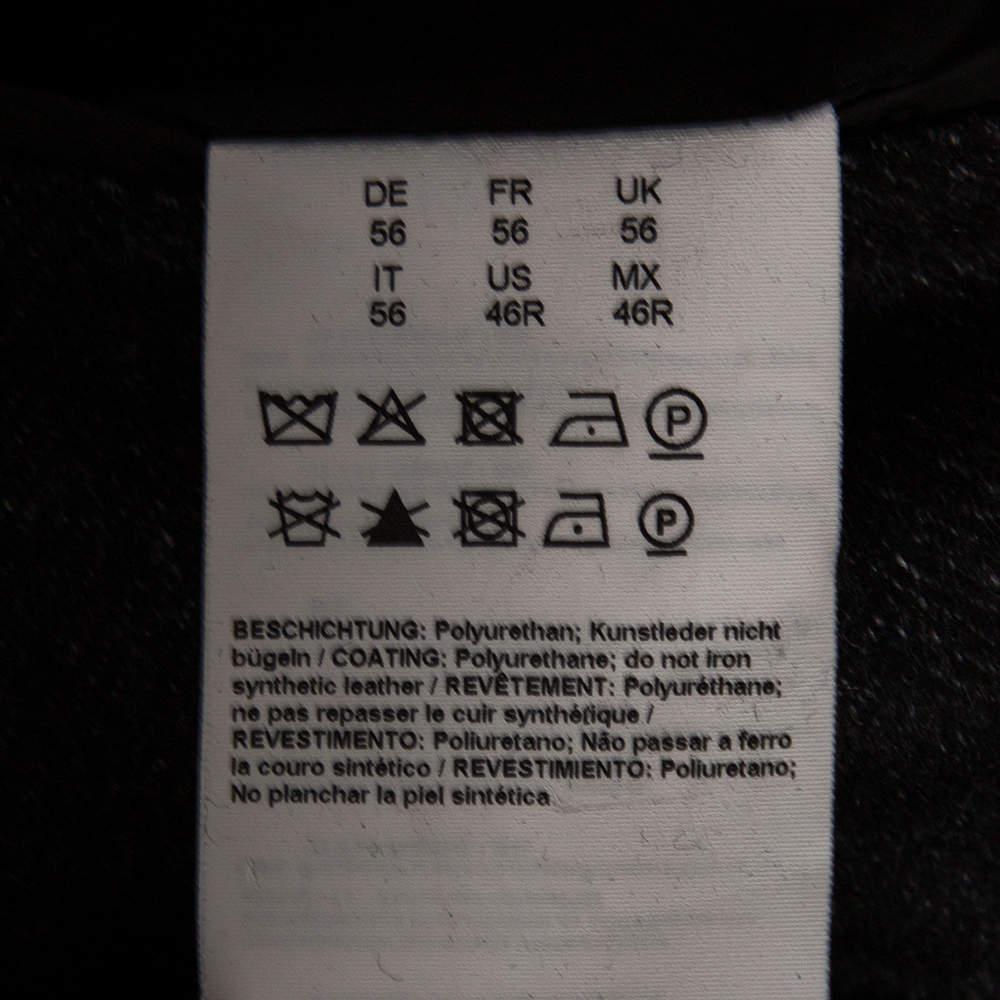 DE FR UK
56 56 56
IT US MX
56 46R 46R
P
P
BESCHICHTUNG: Polyurethan; Kunstleder nicht
bügeln / COATING: Polyurethane; do not iron
synthetic leather / REVÊTEMENT: Polyuréthane;
ne pas repasser le cuir synthétique /
REVESTIMENTO: Poliuretano; Não passar a ferro
la couro sintético / REVESTIMIENTO: Poliuretano;
No planchar la piel sintética